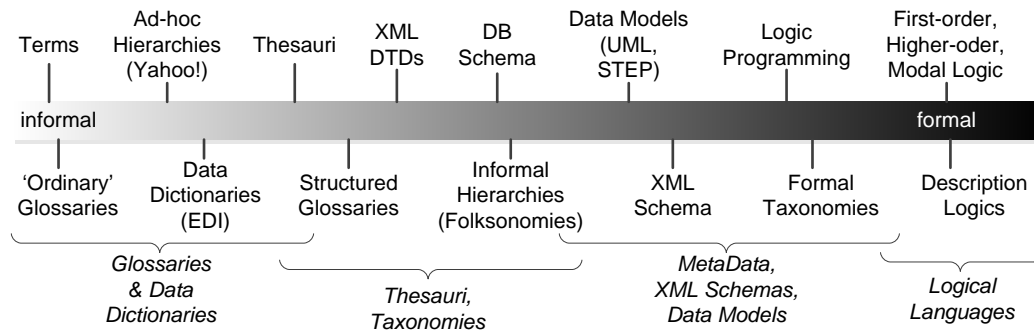 Terms
Ad-hoc
Hierarchies
(Yahoo!)
Thesauri
XML
DTDs
DB
Schema
Data Models
(UML,
STEP)
Logic
Programming
First-order,
Higher-oder,
Modal Logic
informal
formal
‘Ordinary’
Glossaries
Data
Dictionaries
(EDI)
Structured
Glossaries
Informal
Hierarchies
(Folksonomies)
XML
Schema
Formal
Taxonomies
Description
Logics
Glossaries
& Data
Dictionaries
Thesauri,
Taxonomies
MetaData,
XML Schemas,
Data Models
Logical
Languages